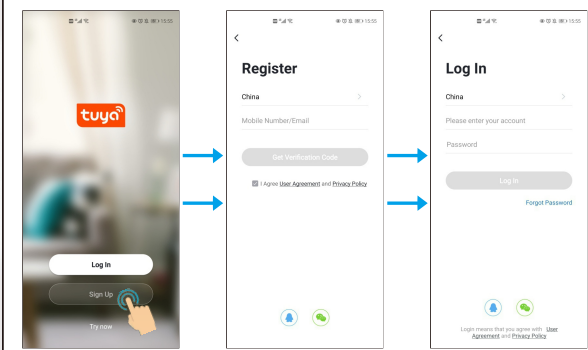 15:55
tuya
Log In
Sign Up
Try now
15:55
Register
China
Mobile Number/Email
Get Verification Code
I Agree User Agreement and Privacy Policy
15:55
Log In
China
Please enter your account
Password
Log In
Forgot Password
Login means that you agree with User
Agreement and Privacy Policy